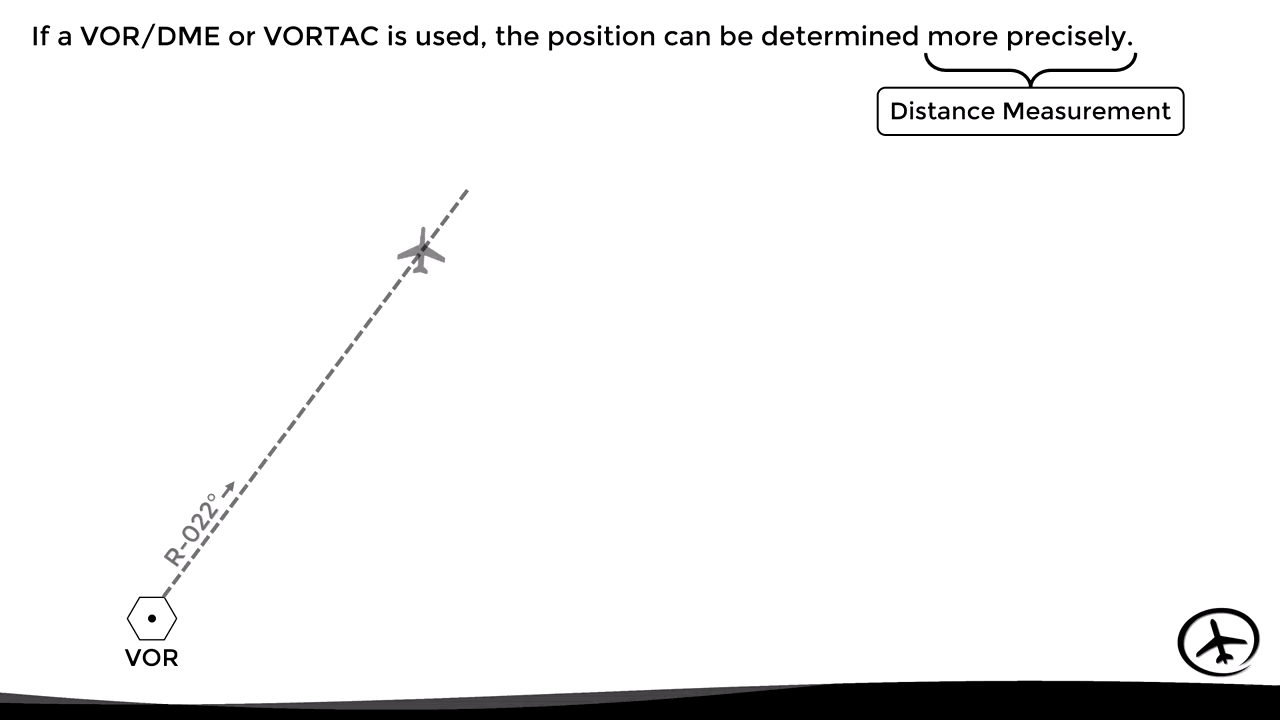 If a VOR/DME or VORTAC is used, the position can be determined more precisely.
Distance Measurement
R-022°
VOR